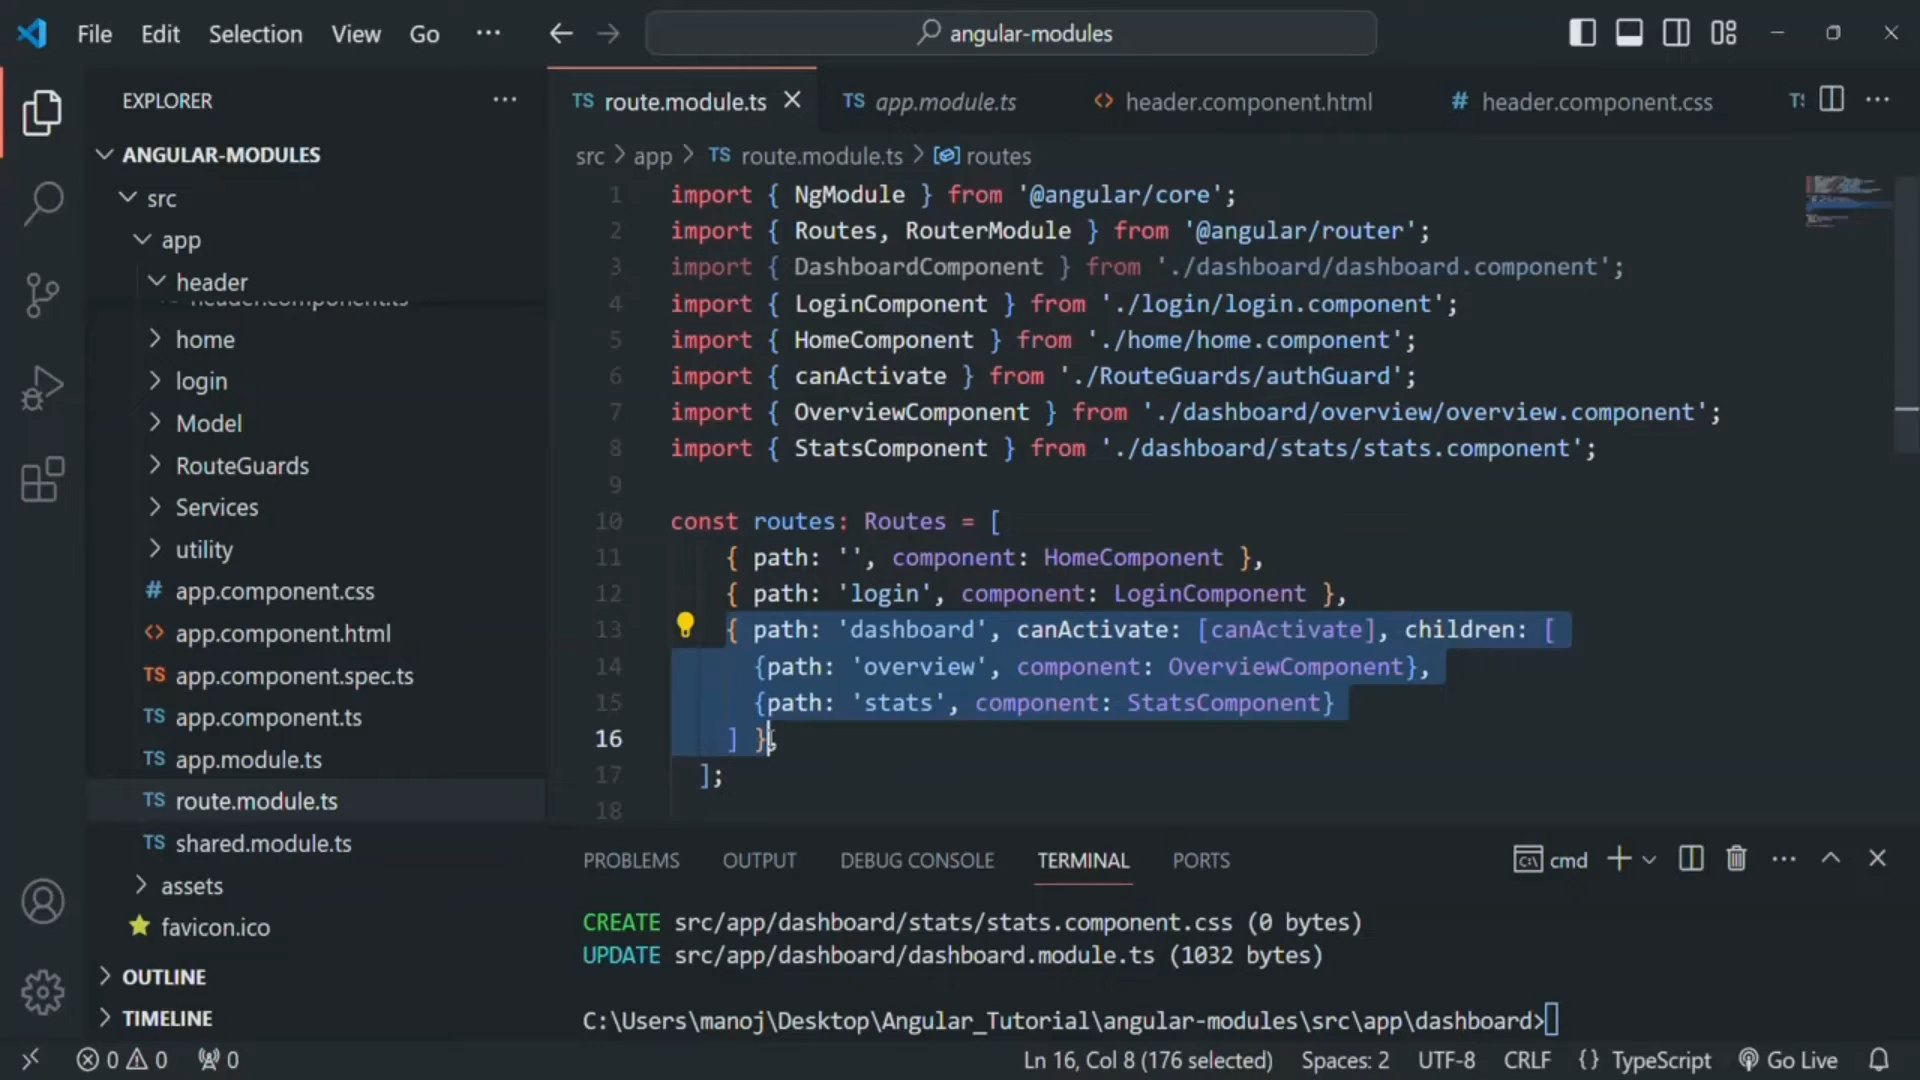 File Edit Selection View Go ··· angular-modules
EXPLORER ···
ANGULAR-MODULES
src
app
header
header.component.ts
home
login
Model
RouteGuards
Services
utility
# app.component.css
<> app.component.html
TS app.component.spec.ts
TS app.component.ts
TS app.module.ts
TS route.module.ts
TS shared.module.ts
assets
favicon.ico
OUTLINE
TIMELINE
TS route.module.ts TS app.module.ts <> header.component.html # header.component.css
src > app > TS route.module.ts > routes
1 import { NgModule } from '@angular/core';
2 import { Routes, RouterModule } from '@angular/router';
3 import { DashboardComponent } from './dashboard/dashboard.component';
4 import { LoginComponent } from './login/login.component';
5 import { HomeComponent } from './home/home.component';
6 import { canActivate } from './RouteGuards/authGuard';
7 import { OverviewComponent } from './dashboard/overview/overview.component';
8 import { StatsComponent } from './dashboard/stats/stats.component';
9
10 const routes: Routes = [
11 { path: '', component: HomeComponent },
12 { path: 'login', component: LoginComponent },
13 { path: 'dashboard', canActivate: [canActivate], children: [
14 {path: 'overview', component: OverviewComponent},
15 {path: 'stats', component: StatsComponent}
16 ] },
17 ];
18
PROBLEMS OUTPUT DEBUG CONSOLE TERMINAL PORTS cmd
CREATE src/app/dashboard/stats/stats.component.css (0 bytes)
UPDATE src/app/dashboard/dashboard.module.ts (1032 bytes)
C:\Users\manoj\Desktop\Angular_Tutorial\angular-modules\src\app\dashboard>
0 0 0 Ln 16, Col 8 (176 selected) Spaces: 2 UTF-8 CRLF {} TypeScript Go Live